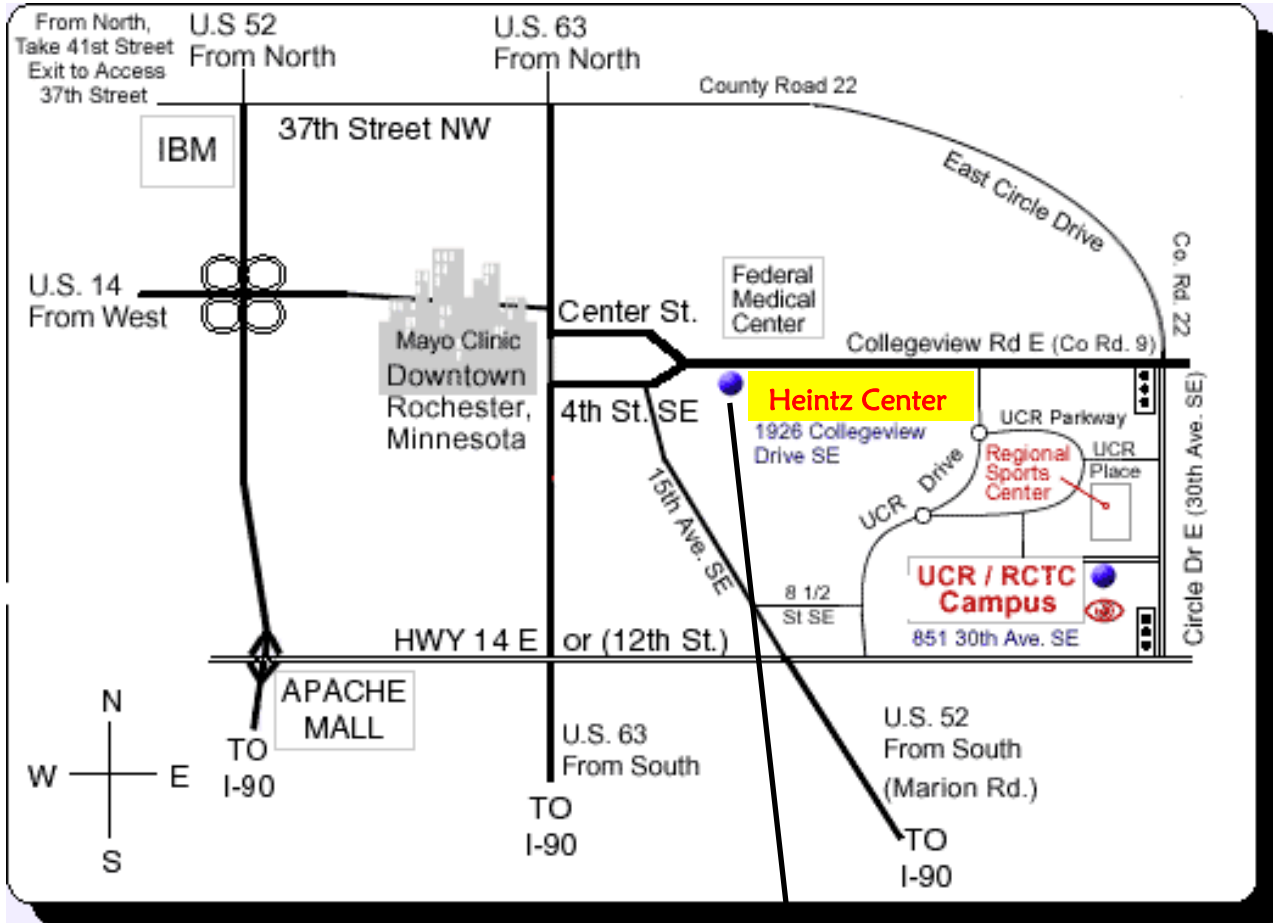 From North,
Take 41st Street
Exit to Access
37th Street
U.S 52
From North
U.S. 63
From North
County Road 22
37th Street NW
IBM
East Circle Drive
Co. Rd. 22
U.S. 14
From West
Federal
Medical
Center
Center St.
Mayo Clinic
Downtown
Rochester,
Minnesota
Collegeview Rd E (Co Rd. 9)
4th St. SE
Heintz Center
1926 Collegeview
Drive SE
UCR Parkway
UCR
Place
Regional
Sports
Center
UCR Drive
15th Ave. SE
Circle Dr E (30th Ave. SE)
UCR / RCTC
Campus
851 30th Ave. SE
8 1/2
St SE
HWY 14 E or (12th St.)
APACHE
MALL
TO
I-90
U.S. 63
From South
TO
I-90
U.S. 52
From South
(Marion Rd.)
TO
I-90
N
W E
S